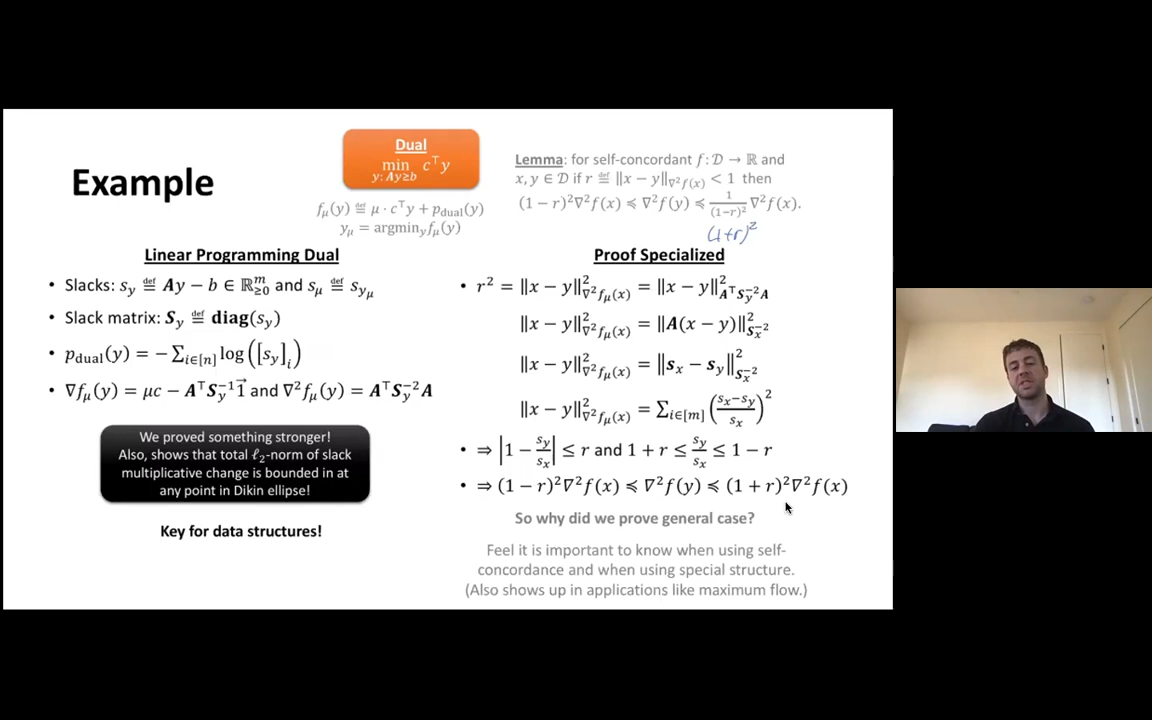 Example
Dual
min c⊤y
y: Ay≥b
f_μ(y) ≝ μ · c⊤y + p_dual(y)
y_μ = argmin_y f_μ(y)
Lemma: for self-concordant f: 𝒟 → ℝ and
x, y ∈ 𝒟 if r ≝ ‖x − y‖_∇²f(x) < 1 then
(1 − r)²∇²f(x) ≼ ∇²f(y) ≼ 1/(1−r)² ∇²f(x).
(1+r)²
Linear Programming Dual
• Slacks: s_y ≝ Ay − b ∈ ℝ^m_≥0 and s_μ ≝ s_y_μ
• Slack matrix: S_y ≝ diag(s_y)
• p_dual(y) = −∑_i∈[n] log([s_y]_i)
• ∇f_μ(y) = μc − A⊤S_y⁻¹1⃗ and ∇²f_μ(y) = A⊤S_y⁻²A
We proved something stronger!
Also, shows that total ℓ₂-norm of slack
multiplicative change is bounded in at
any point in Dikin ellipse!
Key for data structures!
Proof Specialized
• r² = ‖x − y‖²_∇²f_μ(x) = ‖x − y‖²_A⊤S_y⁻²A
‖x − y‖²_∇²f_μ(x) = ‖A(x − y)‖²_S_x⁻²
‖x − y‖²_∇²f_μ(x) = ‖s_x − s_y‖²_S_x⁻²
‖x − y‖²_∇²f_μ(x) = ∑_i∈[m] ((s_x−s_y)/s_x)²
• ⇒ |1 − s_y/s_x| ≤ r and 1 + r ≤ s_y/s_x ≤ 1 − r
• ⇒ (1 − r)²∇²f(x) ≼ ∇²f(y) ≼ (1 + r)²∇²f(x)
So why did we prove general case?
Feel it is important to know when using self-
concordance and when using special structure.
(Also shows up in applications like maximum flow.)